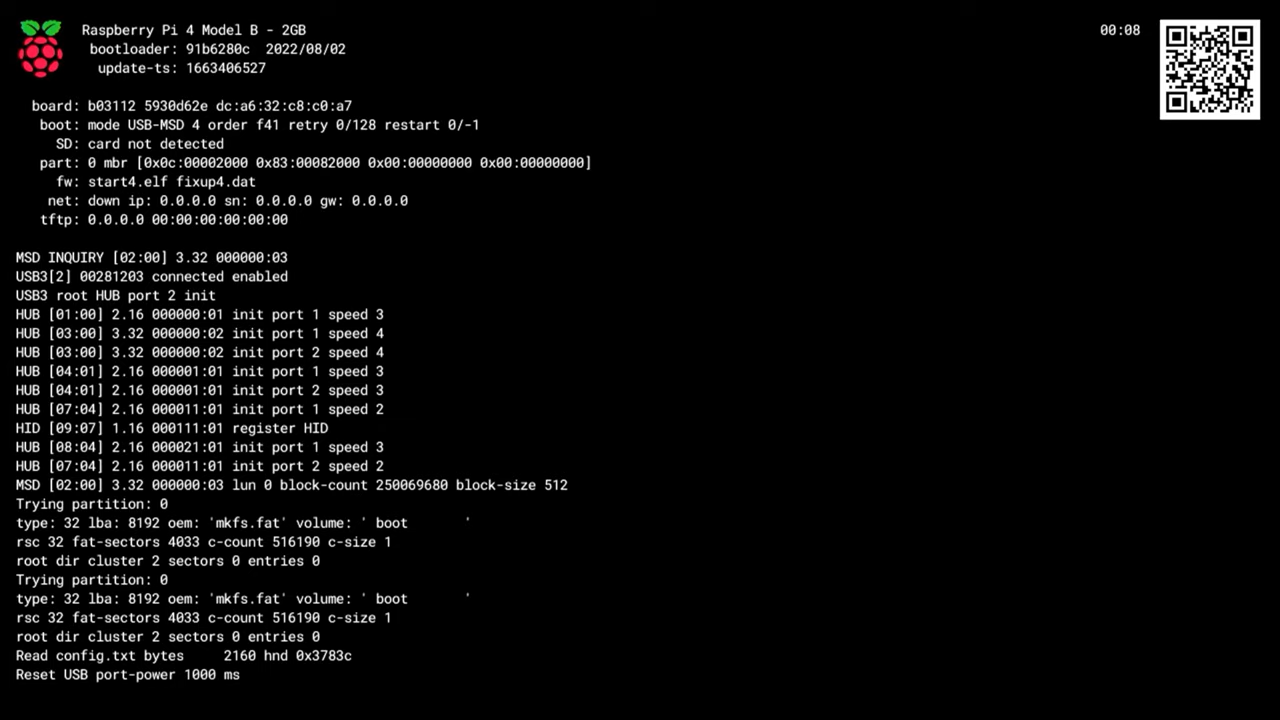 Raspberry Pi 4 Model B - 2GB
00:08
bootloader: 91b6280c 2022/08/02
update-ts: 1663406527
board: b03112 5930d62e dc:a6:32:c8:c0:a7
boot: mode USB-MSD 4 order f41 retry 0/128 restart 0/-1
SD: card not detected
part: 0 mbr [0x0c:00002000 0x83:00082000 0x00:00000000 0x00:00000000]
fw: start4.elf fixup4.dat
net: down ip: 0.0.0.0 sn: 0.0.0.0 gw: 0.0.0.0
tftp: 0.0.0.0 00:00:00:00:00:00
MSD INQUIRY [02:00] 3.32 000000:03
USB3[2] 00281203 connected enabled
USB3 root HUB port 2 init
HUB [01:00] 2.16 000000:01 init port 1 speed 3
HUB [03:00] 3.32 000000:02 init port 1 speed 4
HUB [03:00] 3.32 000000:02 init port 2 speed 4
HUB [04:01] 2.16 000001:01 init port 1 speed 3
HUB [04:01] 2.16 000001:01 init port 2 speed 3
HUB [07:04] 2.16 000011:01 init port 1 speed 2
HID [09:07] 1.16 000111:01 register HID
HUB [08:04] 2.16 000021:01 init port 1 speed 3
HUB [07:04] 2.16 000011:01 init port 2 speed 2
MSD [02:00] 3.32 000000:03 lun 0 block-count 250069680 block-size 512
Trying partition: 0
type: 32 lba: 8192 oem: 'mkfs.fat' volume: ' boot       '
rsc 32 fat-sectors 4033 c-count 516190 c-size 1
root dir cluster 2 sectors 0 entries 0
Trying partition: 0
type: 32 lba: 8192 oem: 'mkfs.fat' volume: ' boot       '
rsc 32 fat-sectors 4033 c-count 516190 c-size 1
root dir cluster 2 sectors 0 entries 0
Read config.txt bytes     2160 hnd 0x3783c
Reset USB port-power 1000 ms